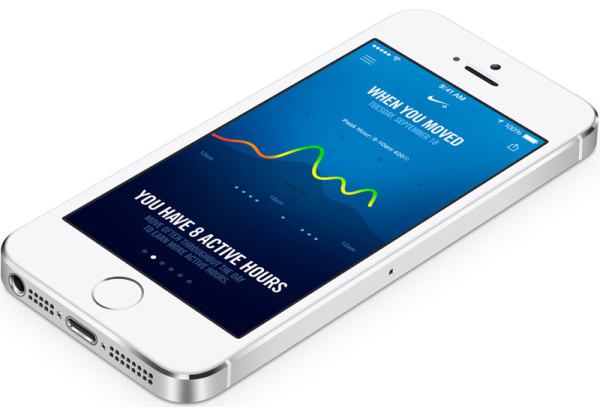 9:41 AM
100%
WHEN YOU MOVED
TUESDAY, SEPTEMBER 10
Peak Hour: 9-10am 420
12am
12pm
12am
YOU HAVE 8 ACTIVE HOURS
MOVE OFTEN THROUGHOUT THE DAY
TO EARN MORE ACTIVE HOURS.